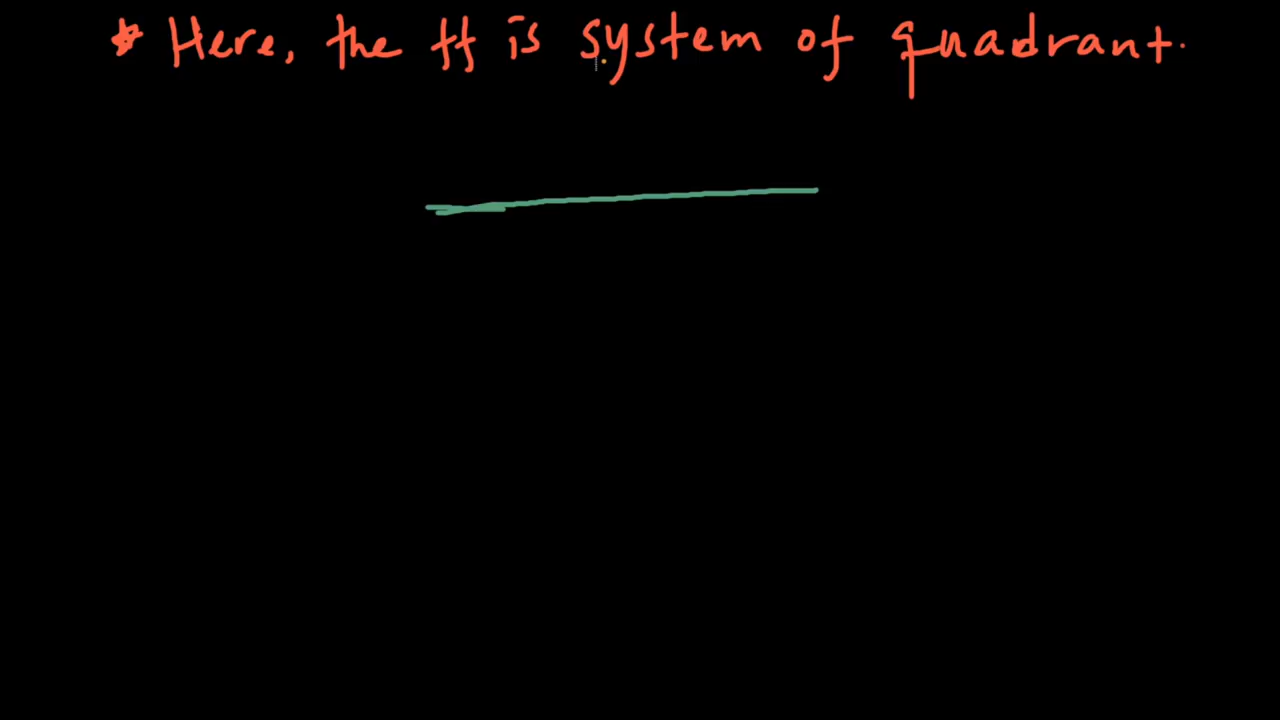 * Here, the ff is system of quadrant.